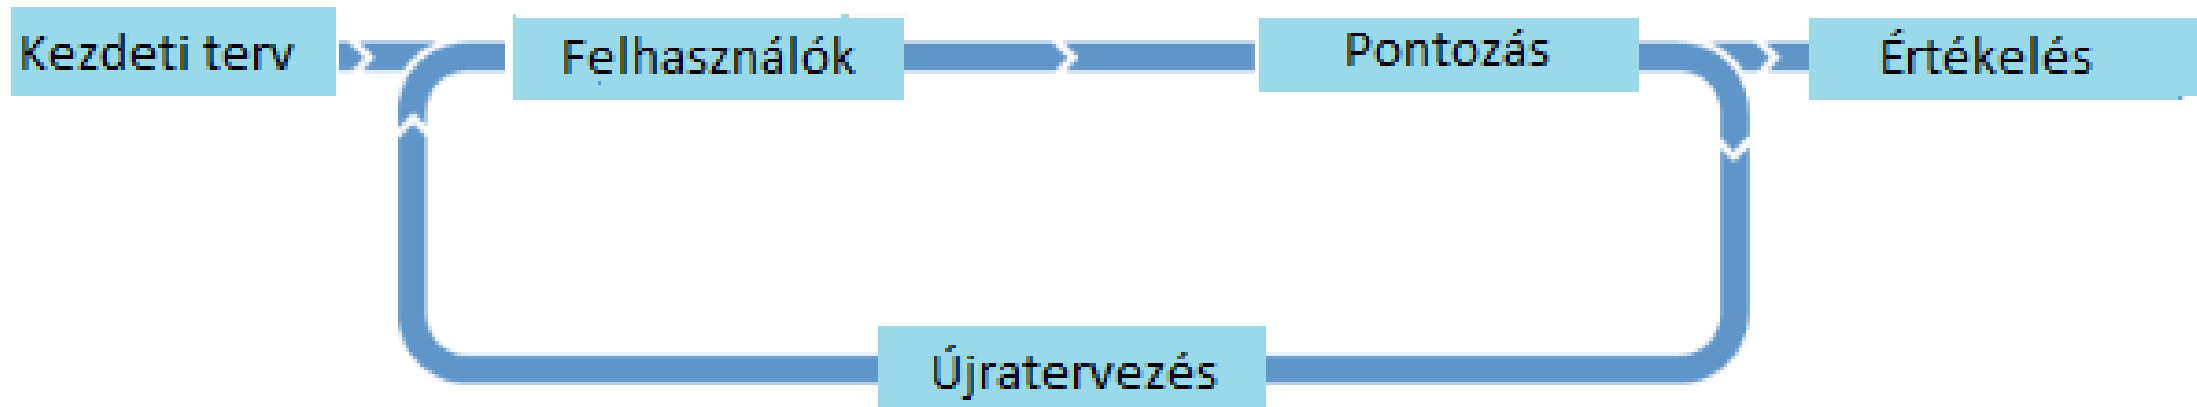 Kezdeti terv
Felhasználók
Pontozás
Értékelés
Újratervezés